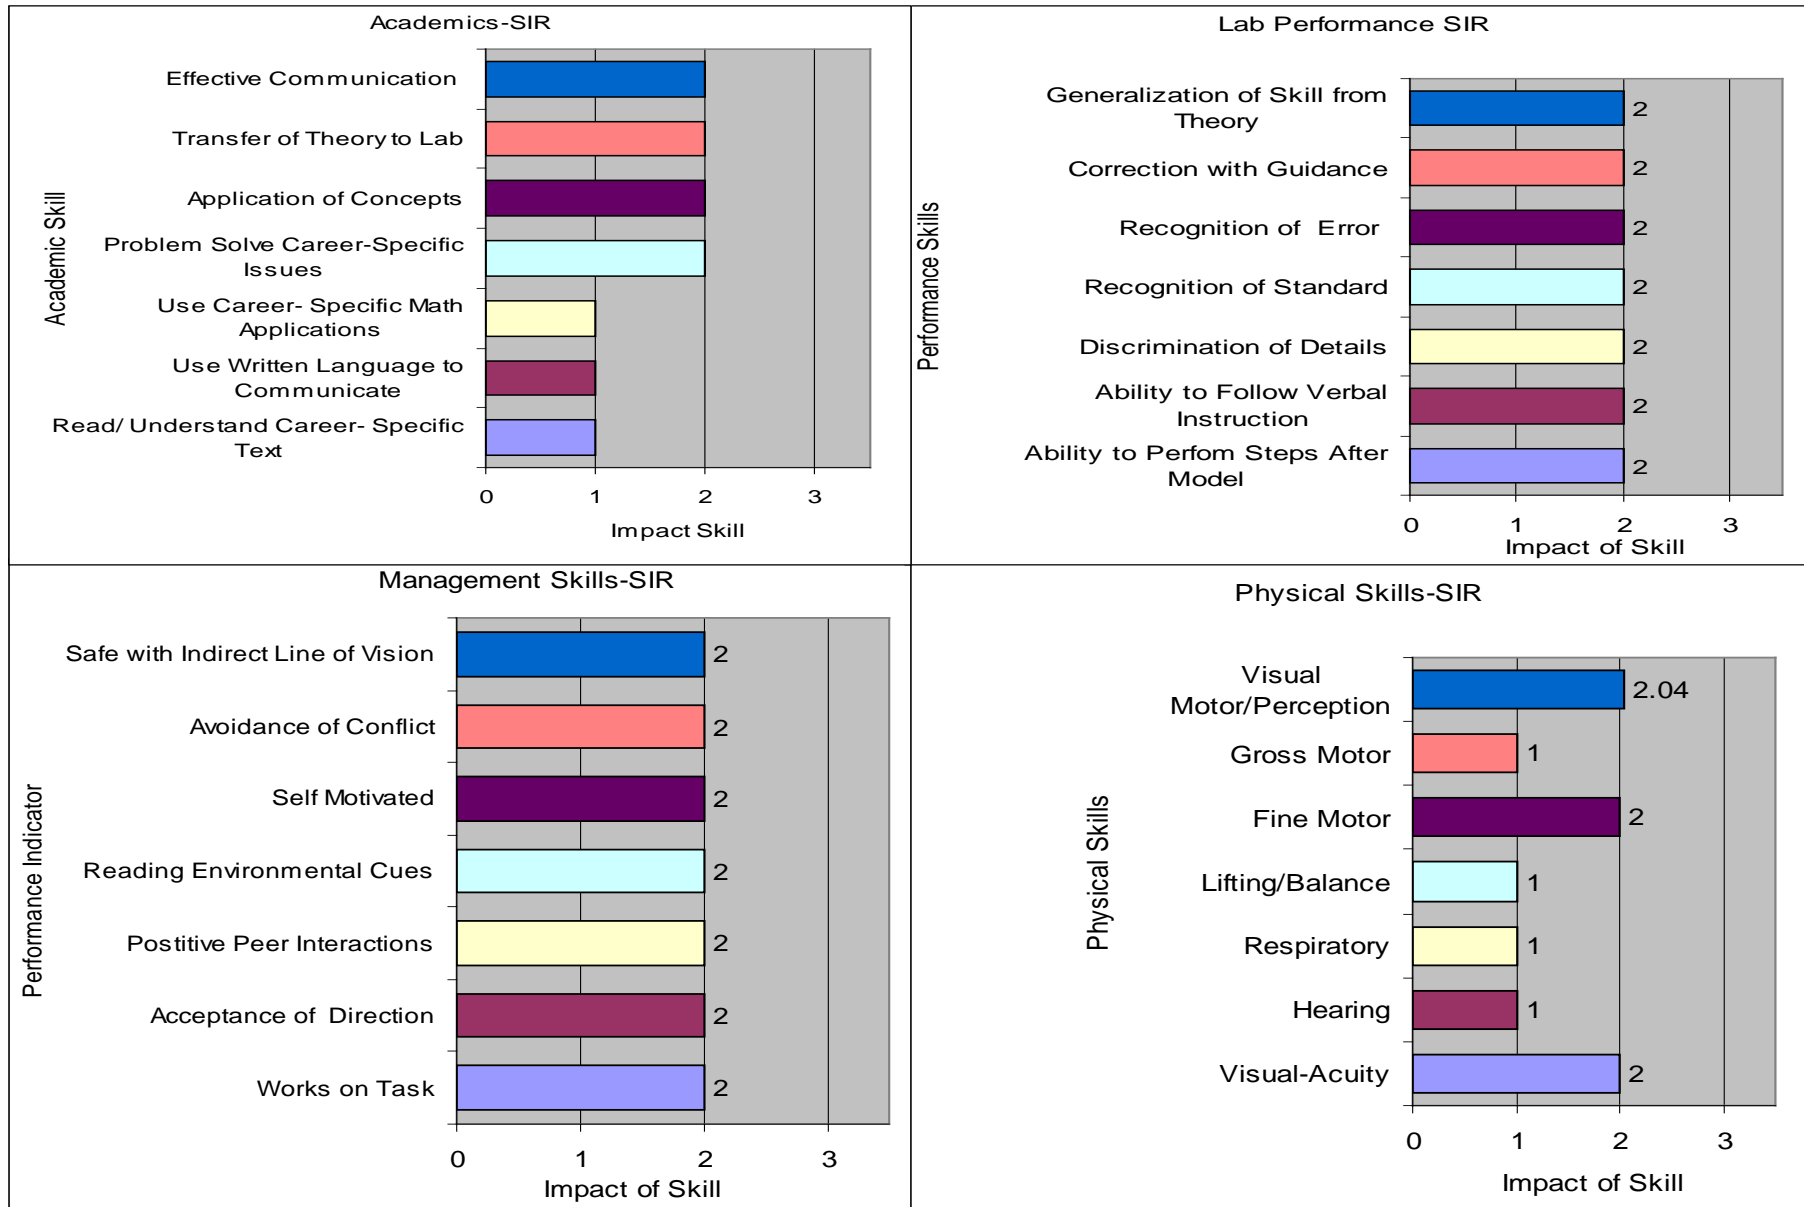 Academics-SIR
Academic Skill
Effective Communication
Transfer of Theory to Lab
Application of Concepts
Problem Solve Career-Specific
Issues
Use Career- Specific Math
Applications
Use Written Language to
Communicate
Read/ Understand Career- Specific
Text
0 1 2 3
Impact Skill
Lab Performance SIR
Performance Skills
Generalization of Skill from
Theory
2
Correction with Guidance
2
Recognition of Error
2
Recognition of Standard
2
Discrimination of Details
2
Ability to Follow Verbal
Instruction
2
Ability to Perfom Steps After
Model
2
0 1 2 3
Impact of Skill
Management Skills-SIR
Performance Indicator
Safe with Indirect Line of Vision 2
Avoidance of Conflict 2
Self Motivated 2
Reading Environmental Cues 2
Postitive Peer Interactions 2
Acceptance of Direction 2
Works on Task 2
0 1 2 3
Impact of Skill
Physical Skills-SIR
Physical Skills
Visual
Motor/Perception
2.04
Gross Motor 1
Fine Motor 2
Lifting/Balance 1
Respiratory 1
Hearing 1
Visual-Acuity 2
0 1 2 3
Impact of Skill